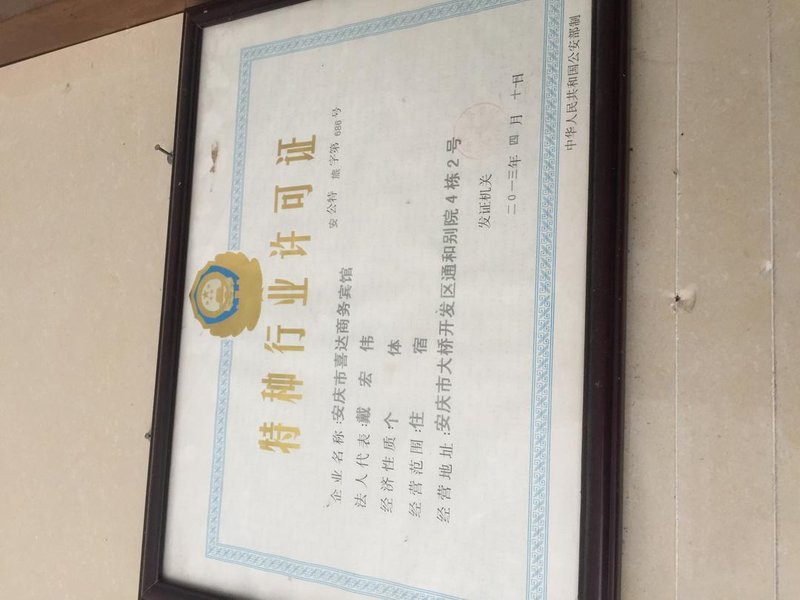 特种行业许可证
安公特 旅 字第 686 号
企业名称:安庆市喜达商务宾馆
法人代表:戴宏伟
经济性质:个体
经营范围:住宿
经营地址:安庆市大桥开发区通和别院4栋2号
发证机关
二0一三年 四 月 十 日
中华人民共和国公安部制